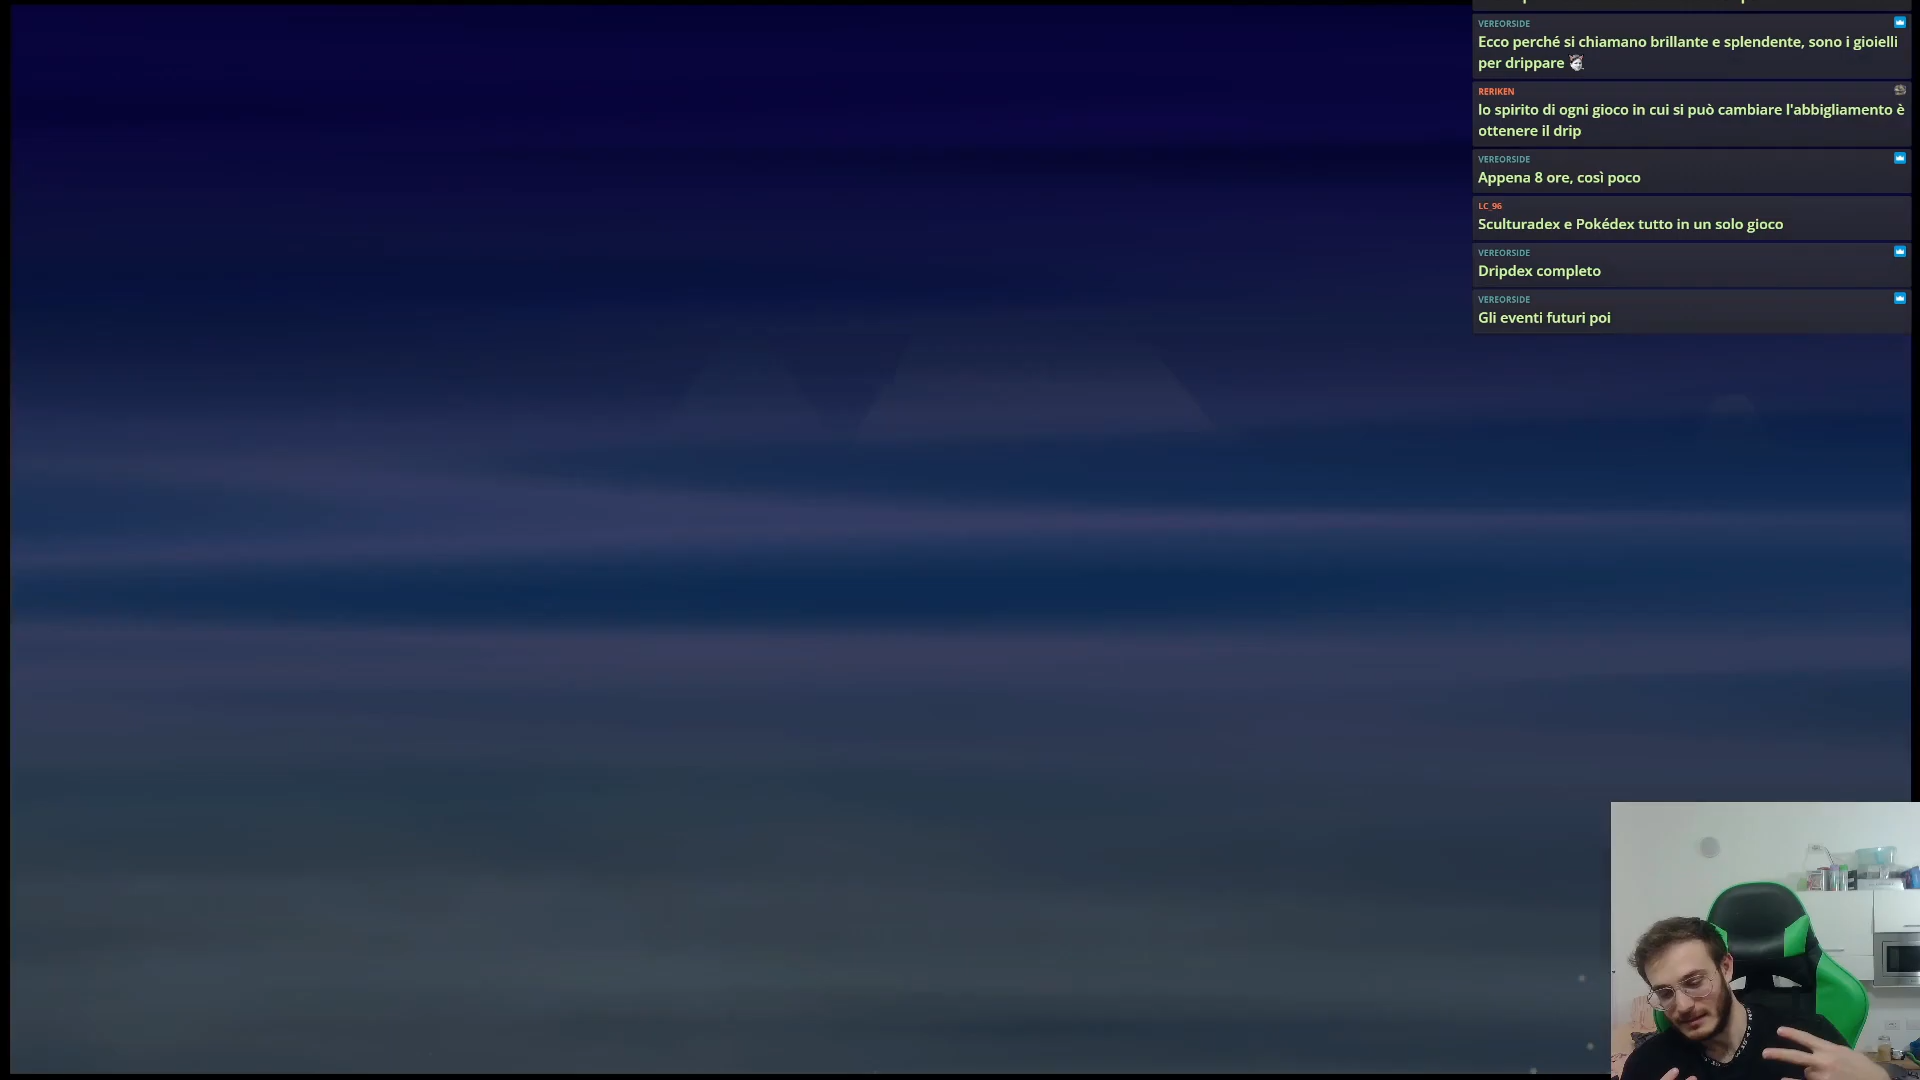 VEREORSIDE
Ecco perché si chiamano brillante e splendente, sono i gioielli
per drippare
RERIKEN
lo spirito di ogni gioco in cui si può cambiare l'abbigliamento è
ottenere il drip
VEREORSIDE
Appena 8 ore, così poco
LC_96
Sculturadex e Pokédex tutto in un solo gioco
VEREORSIDE
Dripdex completo
VEREORSIDE
Gli eventi futuri poi